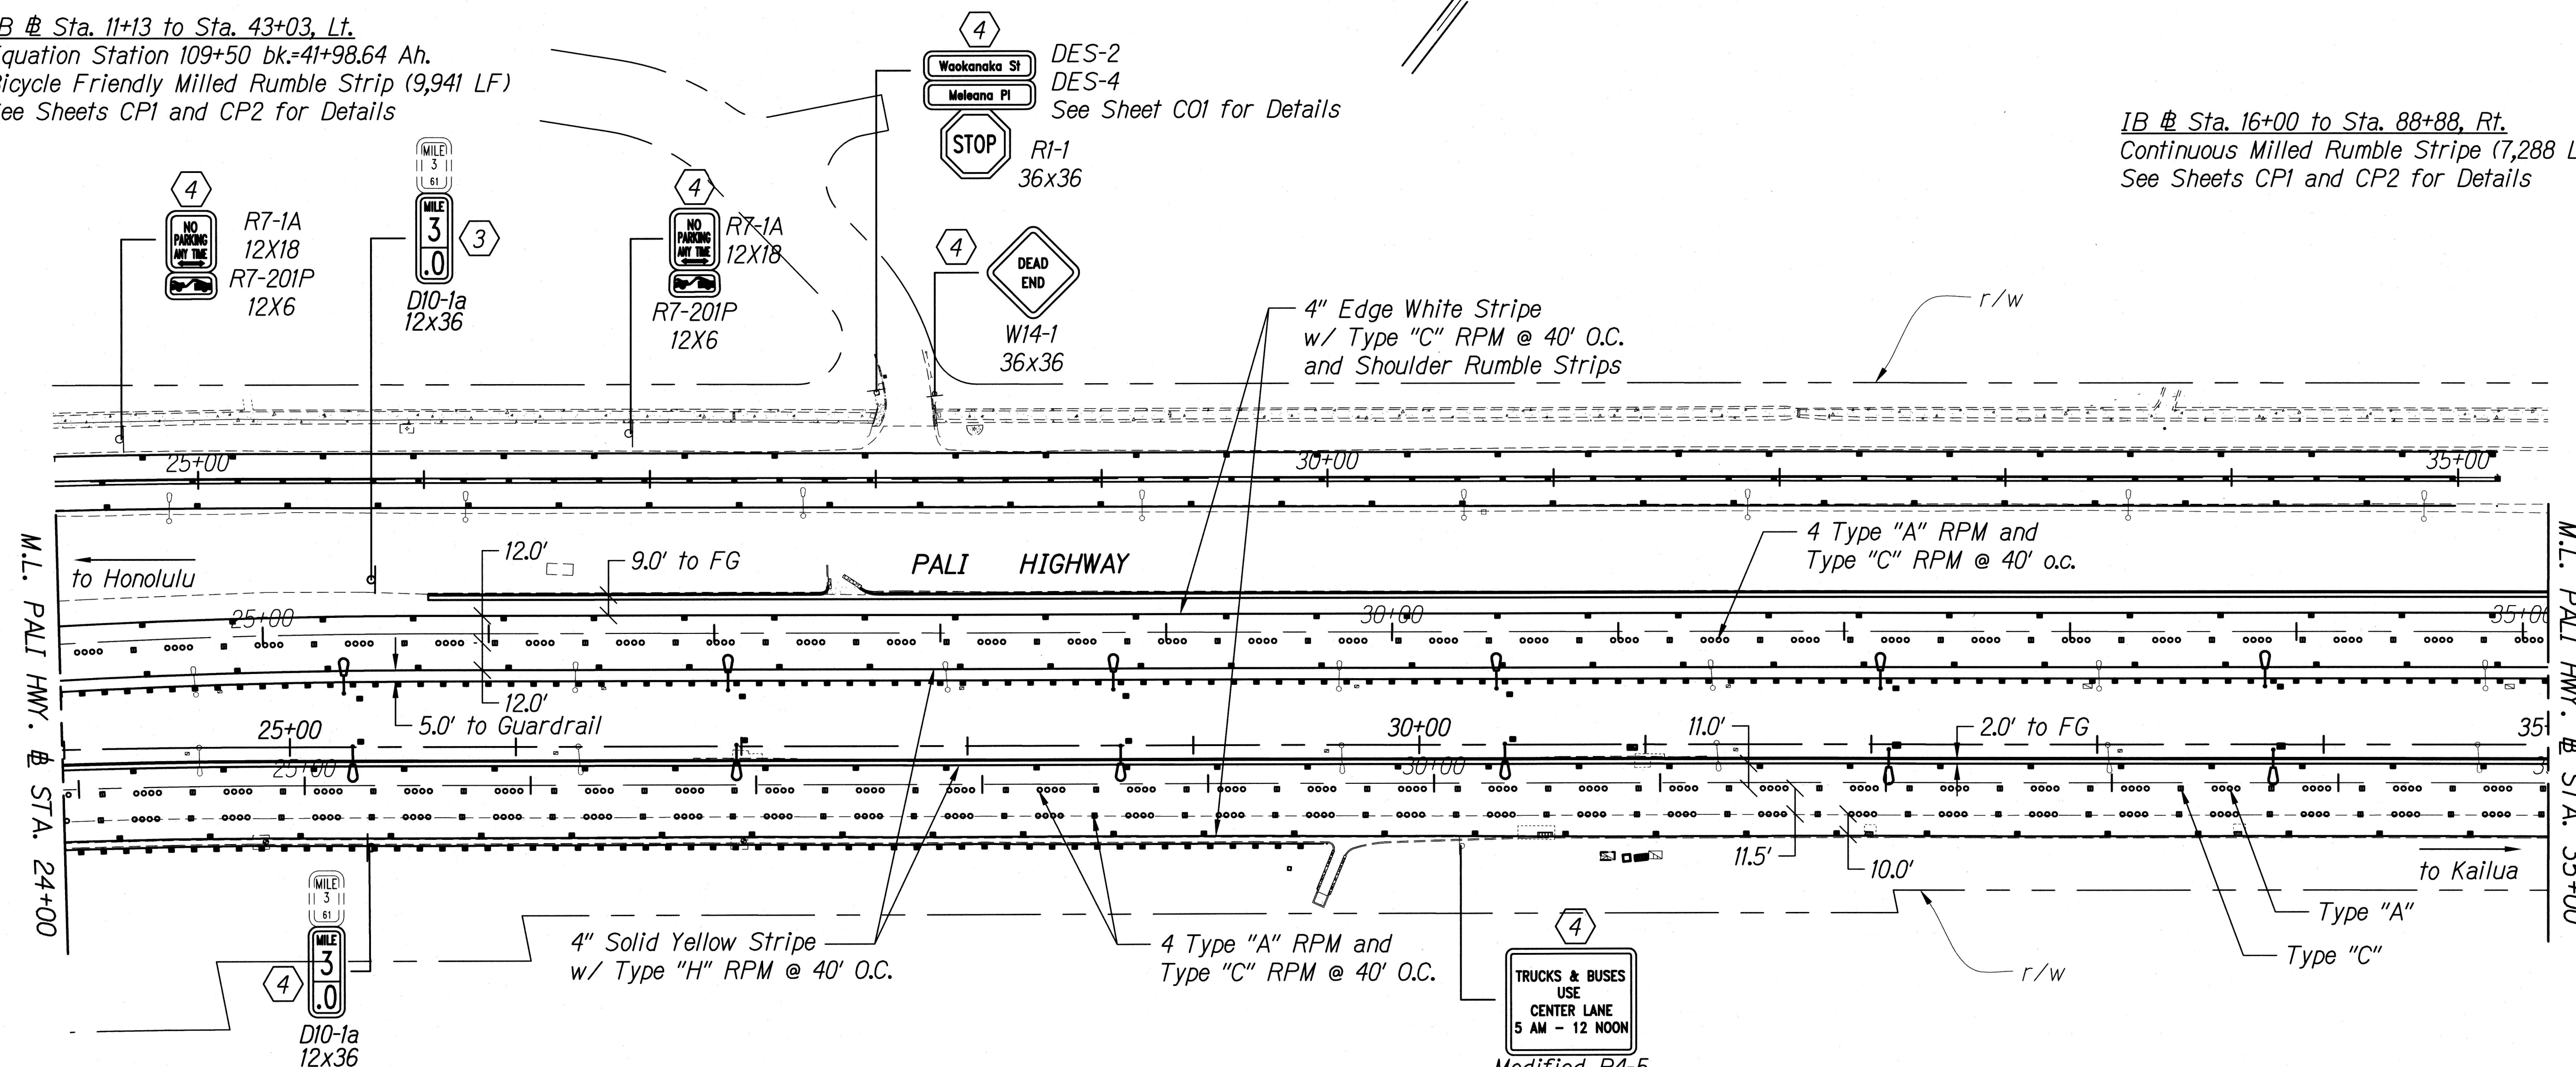 B ⅊ Sta. 11+13 to Sta. 43+03, Lt.
quation Station 109+50 bk.=41+98.64 Ah.
icycle Friendly Milled Rumble Strip (9,941 LF)
ee Sheets CP1 and CP2 for Details
4
Waokanaka St
Meleana Pl
DES-2
DES-4
See Sheet CO1 for Details
STOP
R1-1
36x36
IB ⅊ Sta. 16+00 to Sta. 88+88, Rt.
Continuous Milled Rumble Stripe (7,288 L
See Sheets CP1 and CP2 for Details
4
NO
PARKING
ANY TIME
R7-1A
12X18
R7-201P
12X6
MILE
3
61
MILE
3
.0
3
D10-1a
12x36
4
NO
PARKING
ANY TIME
R7-1A
12X18
R7-201P
12X6
4
DEAD
END
W14-1
36x36
4" Edge White Stripe
w/ Type "C" RPM @ 40' O.C.
and Shoulder Rumble Strips
r/w
25+00
30+00
35+00
M.L. PALI HWY. ⅊ STA. 24+00
to Honolulu
12.0'
9.0' to FG
PALI HIGHWAY
4 Type "A" RPM and
Type "C" RPM @ 40' o.c.
M.L. PALI HWY. ⅊ STA. 35+00
25+00
30+00
35+00
12.0'
5.0' to Guardrail
25+00
30+00
11.0'
2.0' to FG
35+
25+00
30+00
3
11.5'
10.0'
to Kailua
MILE
3
61
MILE
3
.0
4
D10-1a
12x36
4" Solid Yellow Stripe
w/ Type "H" RPM @ 40' O.C.
4 Type "A" RPM and
Type "C" RPM @ 40' O.C.
4
TRUCKS & BUSES
USE
CENTER LANE
5 AM - 12 NOON
Modified R4-5
Type "A"
Type "C"
r/w